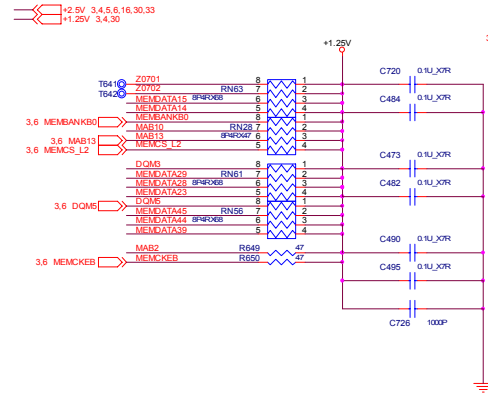 +2.5V 3,4,5,6,16,30,33
+1.25V 3,4,30
+1.25V
T641 Z0701 8 1
T642 Z0702 RN63 7 2
MEMDATA15 8P4RX68 6 3
MEMDATA14 5 4
3,6 MEMBANKB0 MEMBANKB0 8 1
MAB10 RN28 7 2
3,6 MAB13 MAB13 8P4RX47 6 3
3,6 MEMCS_L2 MEMCS_L2 5 4
DQM3 8 1
MEMDATA29 RN61 7 2
MEMDATA28 8P4RX68 6 3
MEMDATA23 5 4
3,6 DQM5 DQM5 8 1
MEMDATA45 RN56 7 2
MEMDATA44 8P4RX68 6 3
MEMDATA39 5 4
MAB2 R649 47
3,6 MEMCKEB MEMCKEB R650 47
C720 0.1U_X7R
C484 0.1U_X7R
C473 0.1U_X7R
C482 0.1U_X7R
C490 0.1U_X7R
C495 0.1U_X7R
C726 1000P